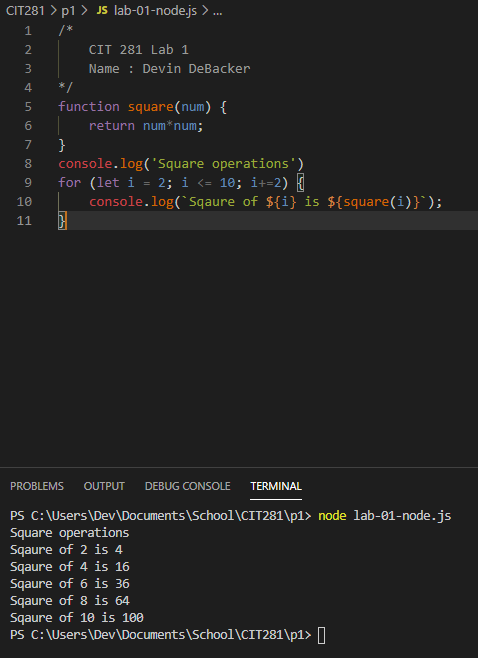 CIT281 > p1 > JS lab-01-node.js > ...
1 /*
2 CIT 281 Lab 1
3 Name : Devin DeBacker
4 */
5 function square(num) {
6 return num*num;
7 }
8 console.log('Square operations')
9 for (let i = 2; i <= 10; i+=2) {
10 console.log(`Sqaure of ${i} is ${square(i)}`);
11 }
PROBLEMS OUTPUT DEBUG CONSOLE TERMINAL
PS C:\Users\Dev\Documents\School\CIT281\p1> node lab-01-node.js
Square operations
Sqaure of 2 is 4
Sqaure of 4 is 16
Sqaure of 6 is 36
Sqaure of 8 is 64
Sqaure of 10 is 100
PS C:\Users\Dev\Documents\School\CIT281\p1>